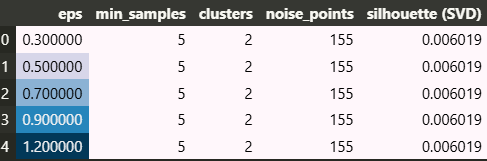 eps min_samples clusters noise_points silhouette (SVD)
0 0.300000 5 2 155 0.006019
1 0.500000 5 2 155 0.006019
2 0.700000 5 2 155 0.006019
3 0.900000 5 2 155 0.006019
4 1.200000 5 2 155 0.006019